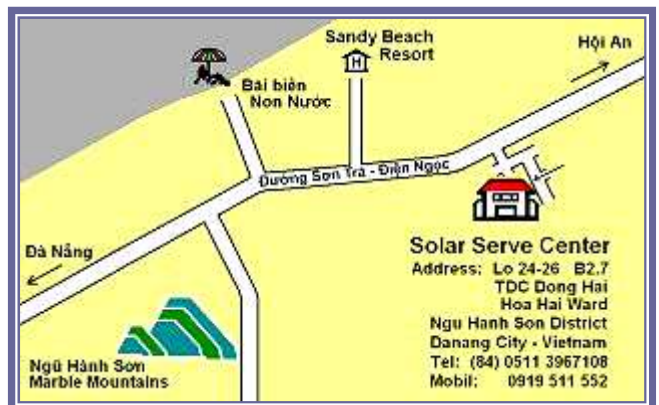 Sandy Beach
Resort
H
Hội An
Bãi biển
Non Nước
Đường Sơn Trà - Điện Ngọc
Đà Nẵng
Ngũ Hành Sơn
Marble Mountains
Solar Serve Center
Address: Lo 24-26 B2.7
TDC Dong Hai
Hoa Hai Ward
Ngu Hanh Son District
Danang City - Vietnam
Tel: (84) 0511 3967108
Mobil: 0919 511 552